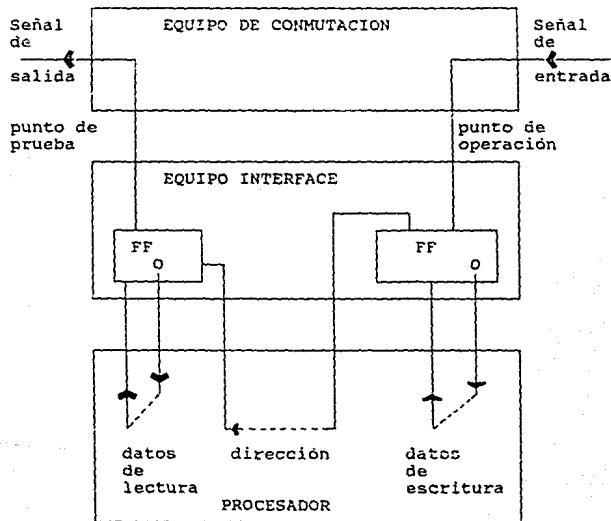 Señal
de
salida
EQUIPO DE CONMUTACION
Señal
de
entrada
punto de
prueba
punto de
operación
EQUIPO INTERFACE
FF
O
FF
O
datos
de
lectura
dirección
datos
de
escritura
PROCESADOR